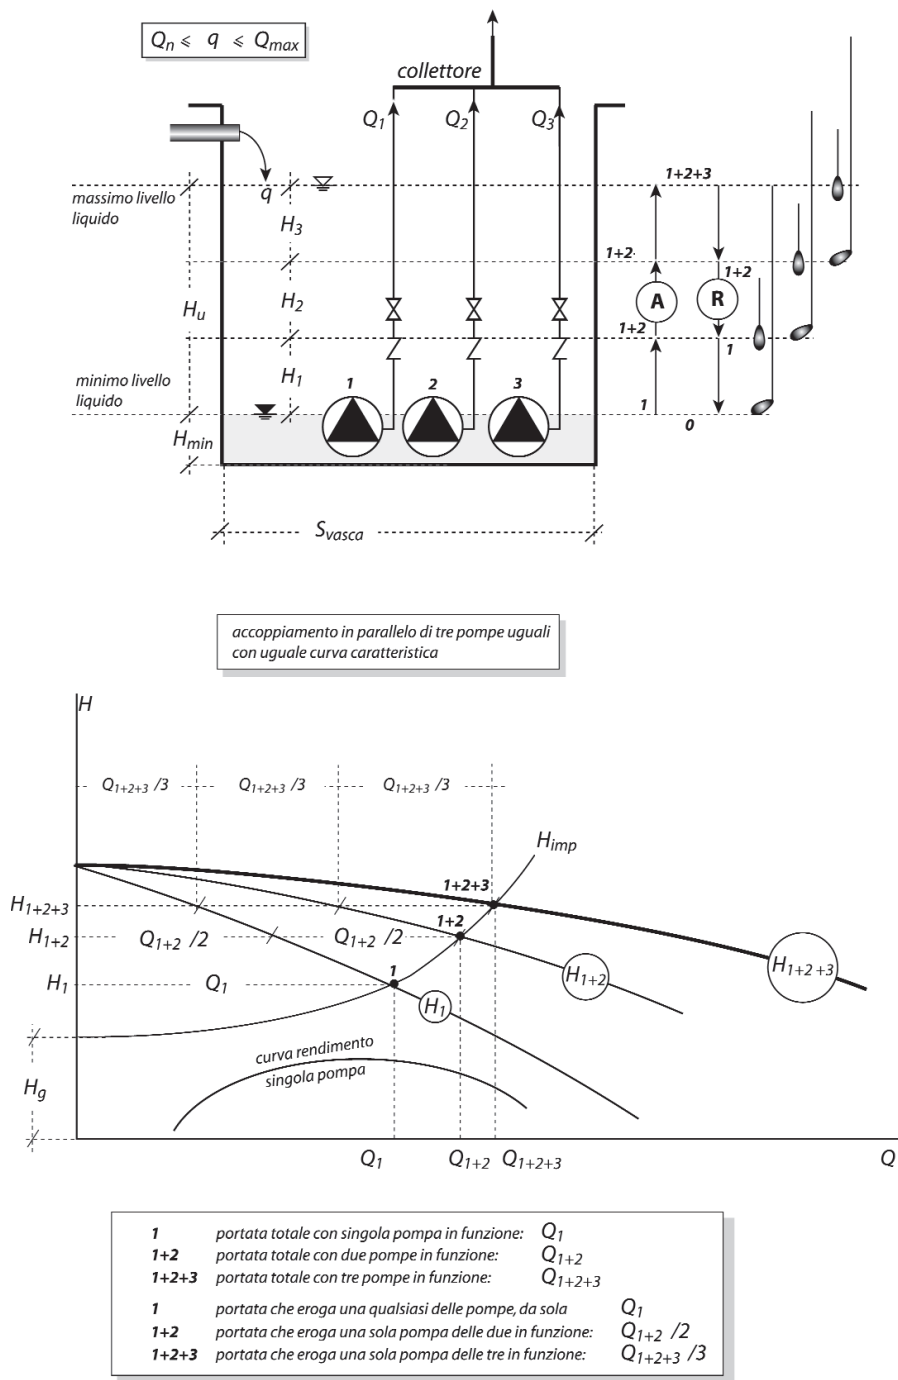 Qn ≤ q ≤ Qmax
collettore
Q1 Q2 Q3
q
massimo livello
liquido
1+2+3
H3
1+2
1+2
Hu
H2
A
R
1+2
1
minimo livello
liquido
H1
1 2 3
1
0
Hmin
Svasca
accoppiamento in parallelo di tre pompe uguali
con uguale curva caratteristica
H
Q1+2+3 /3 Q1+2+3 /3 Q1+2+3 /3
Himp
1+2+3
H1+2+3
1+2
H1+2
Q1+2 /2 Q1+2 /2
H1+2+3
H1+2
1
H1
Q1
H1
curva rendimento
singola pompa
Hg
Q1 Q1+2 Q1+2+3 Q
1 portata totale con singola pompa in funzione: Q1
1+2 portata totale con due pompe in funzione: Q1+2
1+2+3 portata totale con tre pompe in funzione: Q1+2+3
1 portata che eroga una qualsiasi delle pompe, da sola Q1
1+2 portata che eroga una sola pompa delle due in funzione: Q1+2 /2
1+2+3 portata che eroga una sola pompa delle tre in funzione: Q1+2+3 /3